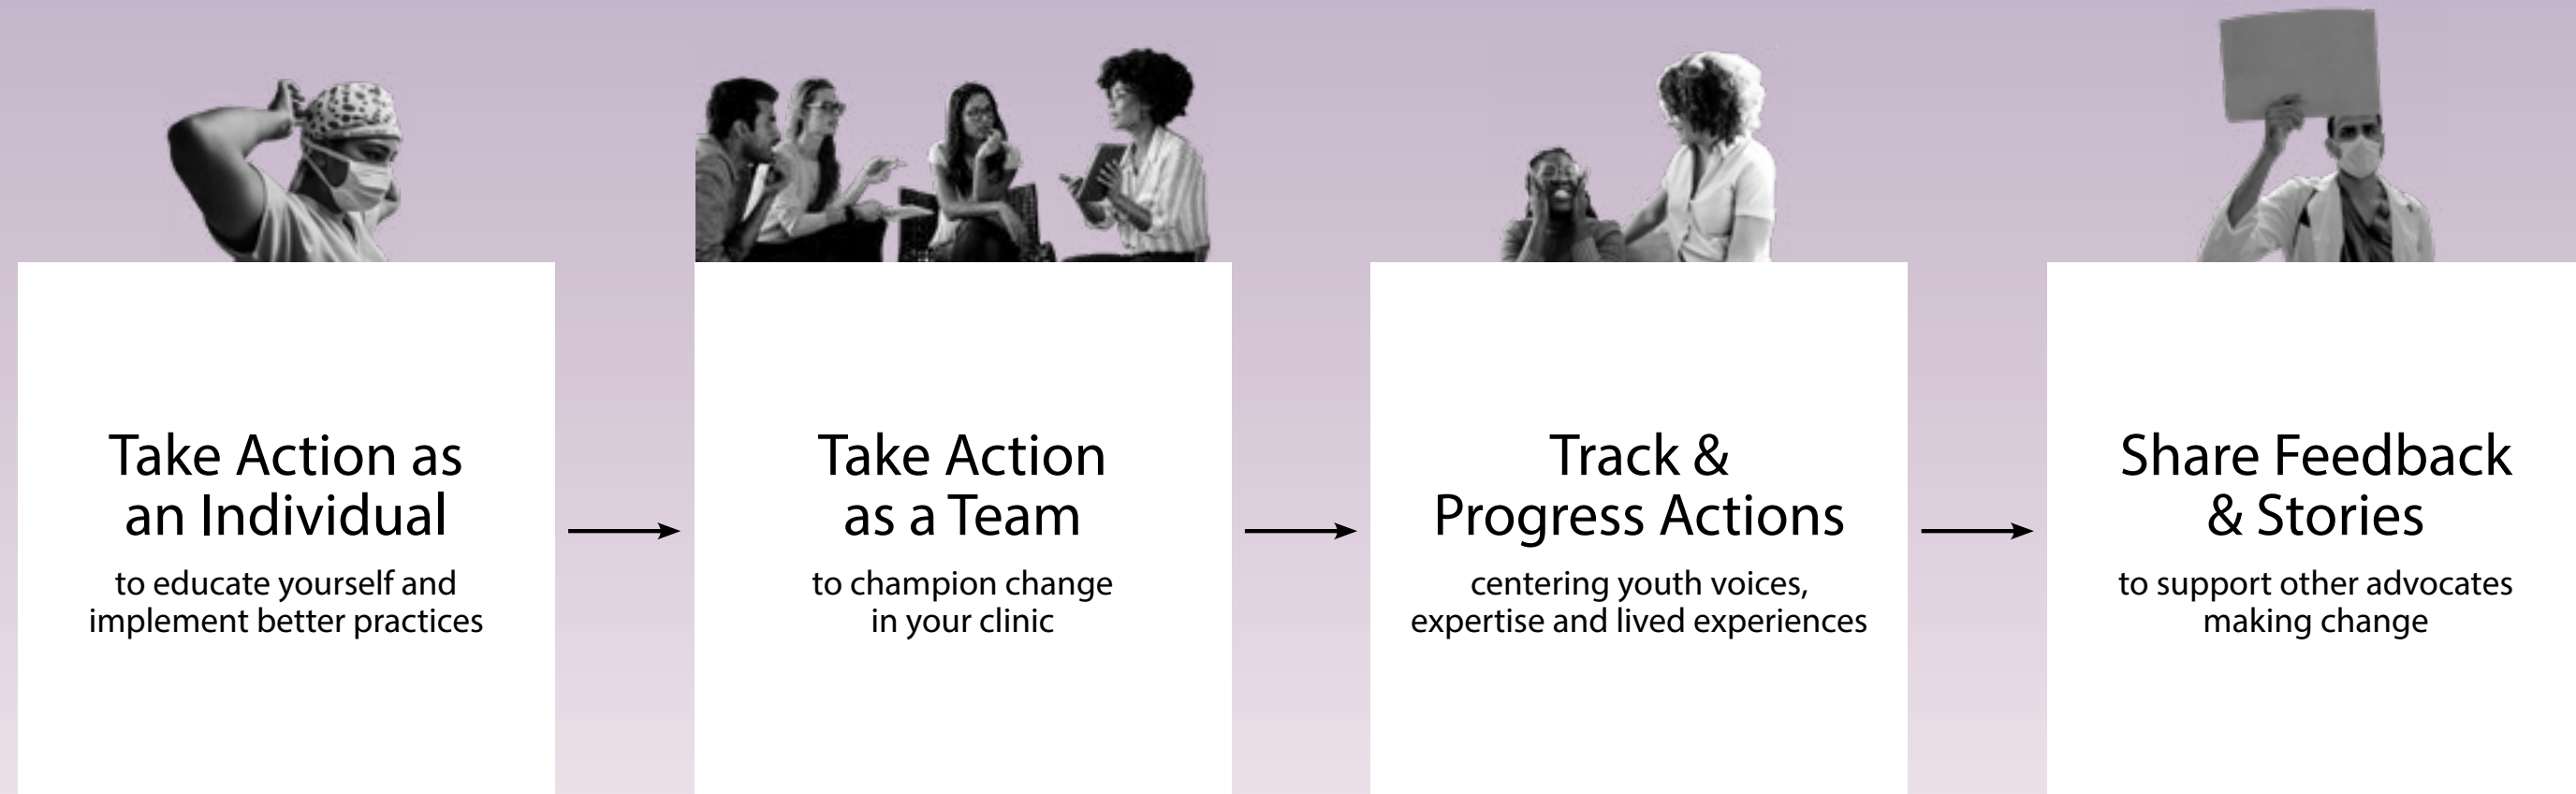 Take Action as
an Individual
to educate yourself and
implement better practices
Take Action
as a Team
to champion change
in your clinic
Track &
Progress Actions
centering youth voices,
expertise and lived experiences
Share Feedback
& Stories
to support other advocates
making change